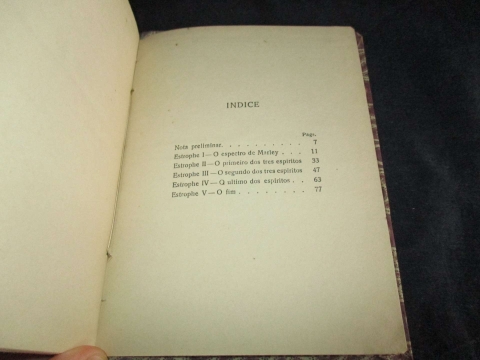 INDICE
Pags.
Nota preliminar. . . . . . . . . . 7
Estrophe I—O espectro de Marley . . . 11
Estrophe II—O primeiro dos tres espiritos 33
Estrophe III—O segundo dos tres espiritos 47
Estrophe IV—O ultimo dos espiritos. . . 63
Estrophe V—O fim . . . . . . . . 77